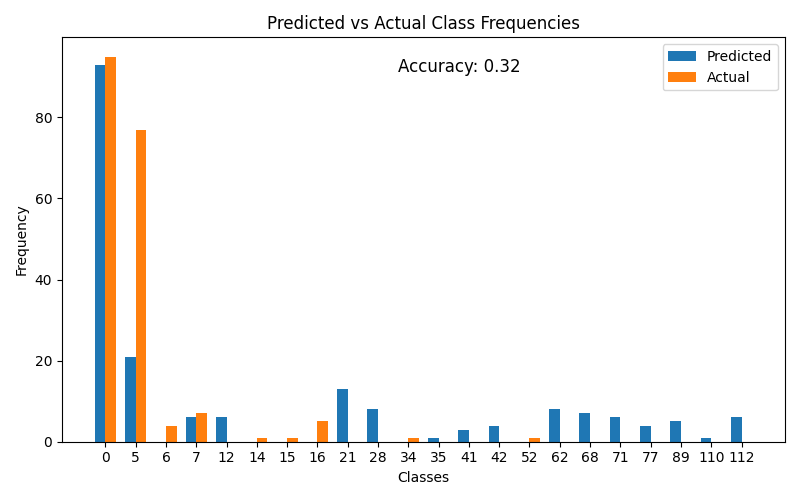 Predicted vs Actual Class Frequencies
Accuracy: 0.32
Predicted
Actual
Frequency
80
60
40
20
0
0 5 6 7 12 14 15 16 21 28 34 35 41 42 52 62 68 71 77 89 110 112
Classes